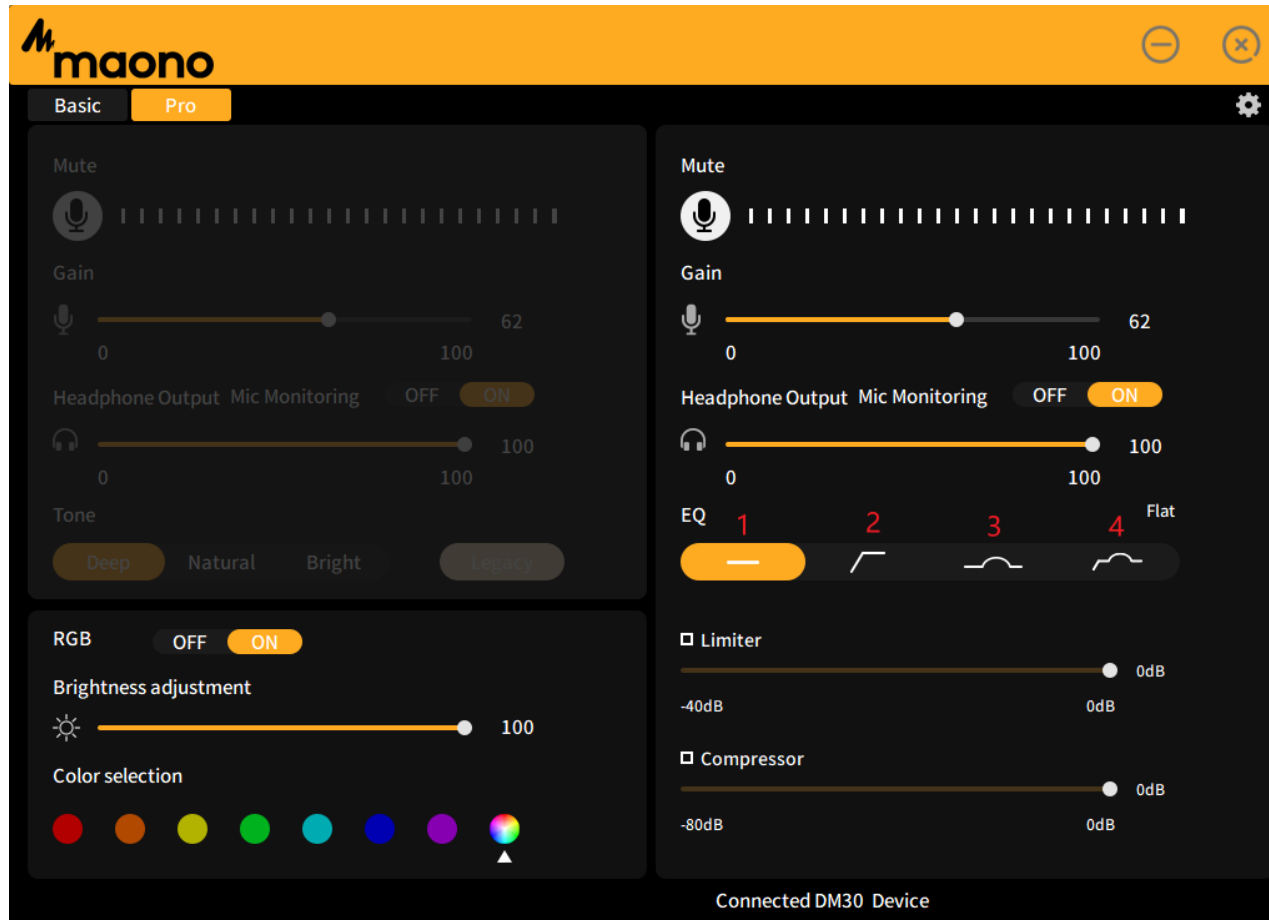 maono
Basic Pro
Mute
Gain
62
0 100
Headphone Output Mic Monitoring OFF ON
100
0 100
Tone
Deep Natural Bright Legacy
RGB OFF ON
Brightness adjustment
100
Color selection
Mute
Gain
62
0 100
Headphone Output Mic Monitoring OFF ON
100
0 100
EQ 1 2 3 4 Flat
Limiter
0dB
-40dB 0dB
Compressor
0dB
-80dB 0dB
Connected DM30 Device